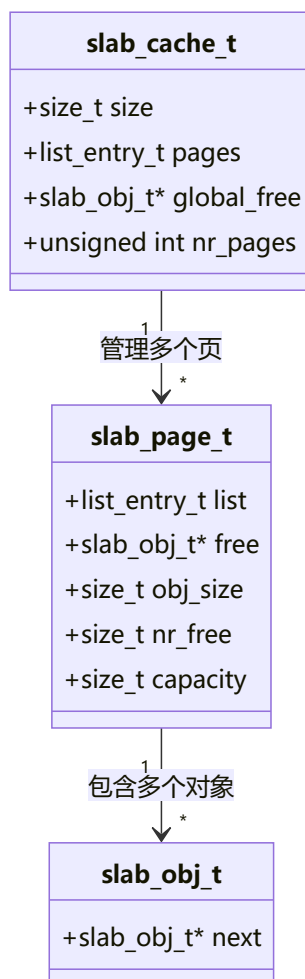 slab_cache_t
+size_t size
+list_entry_t pages
+slab_obj_t* global_free
+unsigned int nr_pages
1
管理多个页
*
slab_page_t
+list_entry_t list
+slab_obj_t* free
+size_t obj_size
+size_t nr_free
+size_t capacity
1
包含多个对象
*
slab_obj_t
+slab_obj_t* next